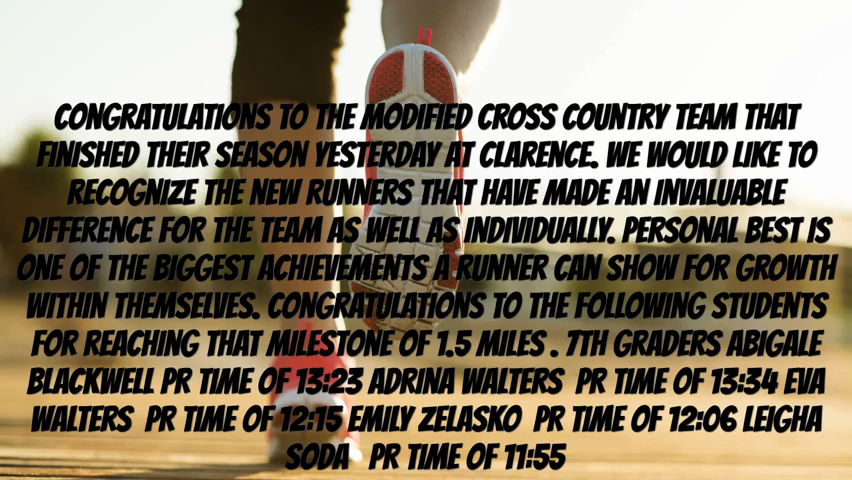 CONGRATULATIONS TO THE MODIFIED CROSS COUNTRY TEAM THAT
FINISHED THEIR SEASON YESTERDAY AT CLARENCE. WE WOULD LIKE TO
RECOGNIZE THE NEW RUNNERS THAT HAVE MADE AN INVALUABLE
DIFFERENCE FOR THE TEAM AS WELL AS INDIVIDUALLY. PERSONAL BEST IS
ONE OF THE BIGGEST ACHIEVEMENTS A RUNNER CAN SHOW FOR GROWTH
WITHIN THEMSELVES. CONGRATULATIONS TO THE FOLLOWING STUDENTS
FOR REACHING THAT MILESTONE OF 1.5 MILES . 7TH GRADERS ABIGALE
BLACKWELL PR TIME OF 13:23 ADRINA WALTERS  PR TIME OF 13:34 EVA
WALTERS  PR TIME OF 12:15 EMILY ZELASKO  PR TIME OF 12:06 LEIGHA
SODA   PR TIME OF 11:55